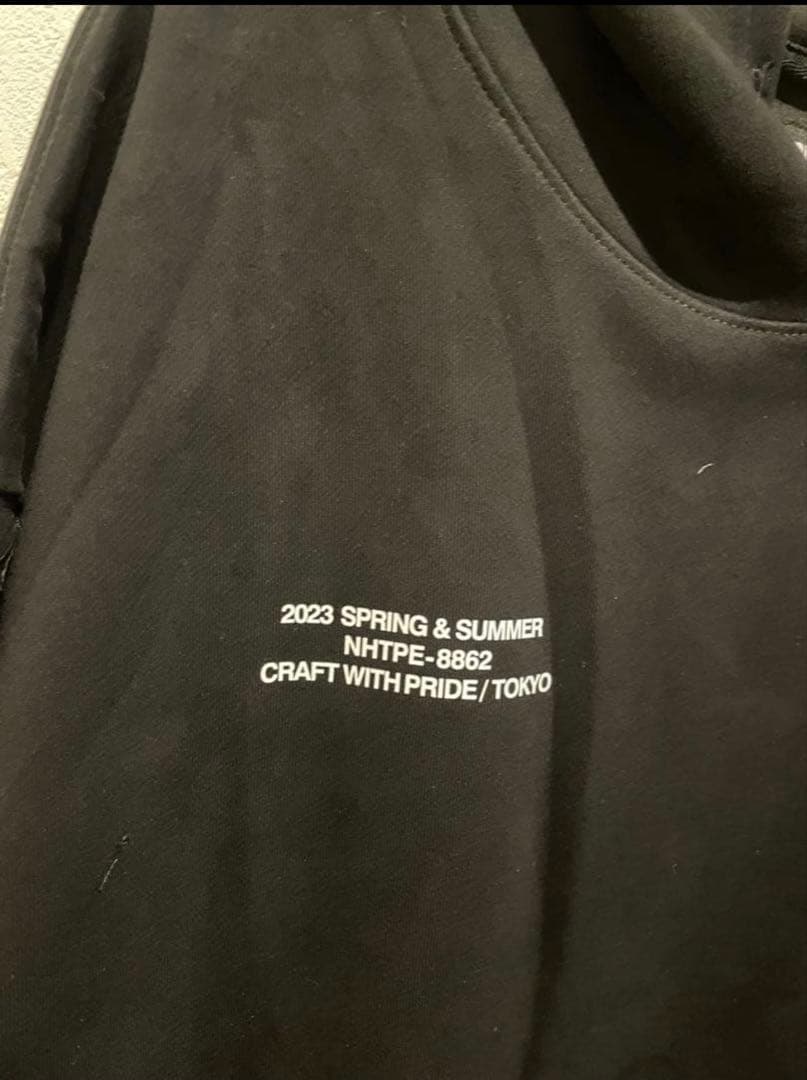 2023 SPRING & SUMMER
NHTPE-8862
CRAFT WITH PRIDE / TOKYO